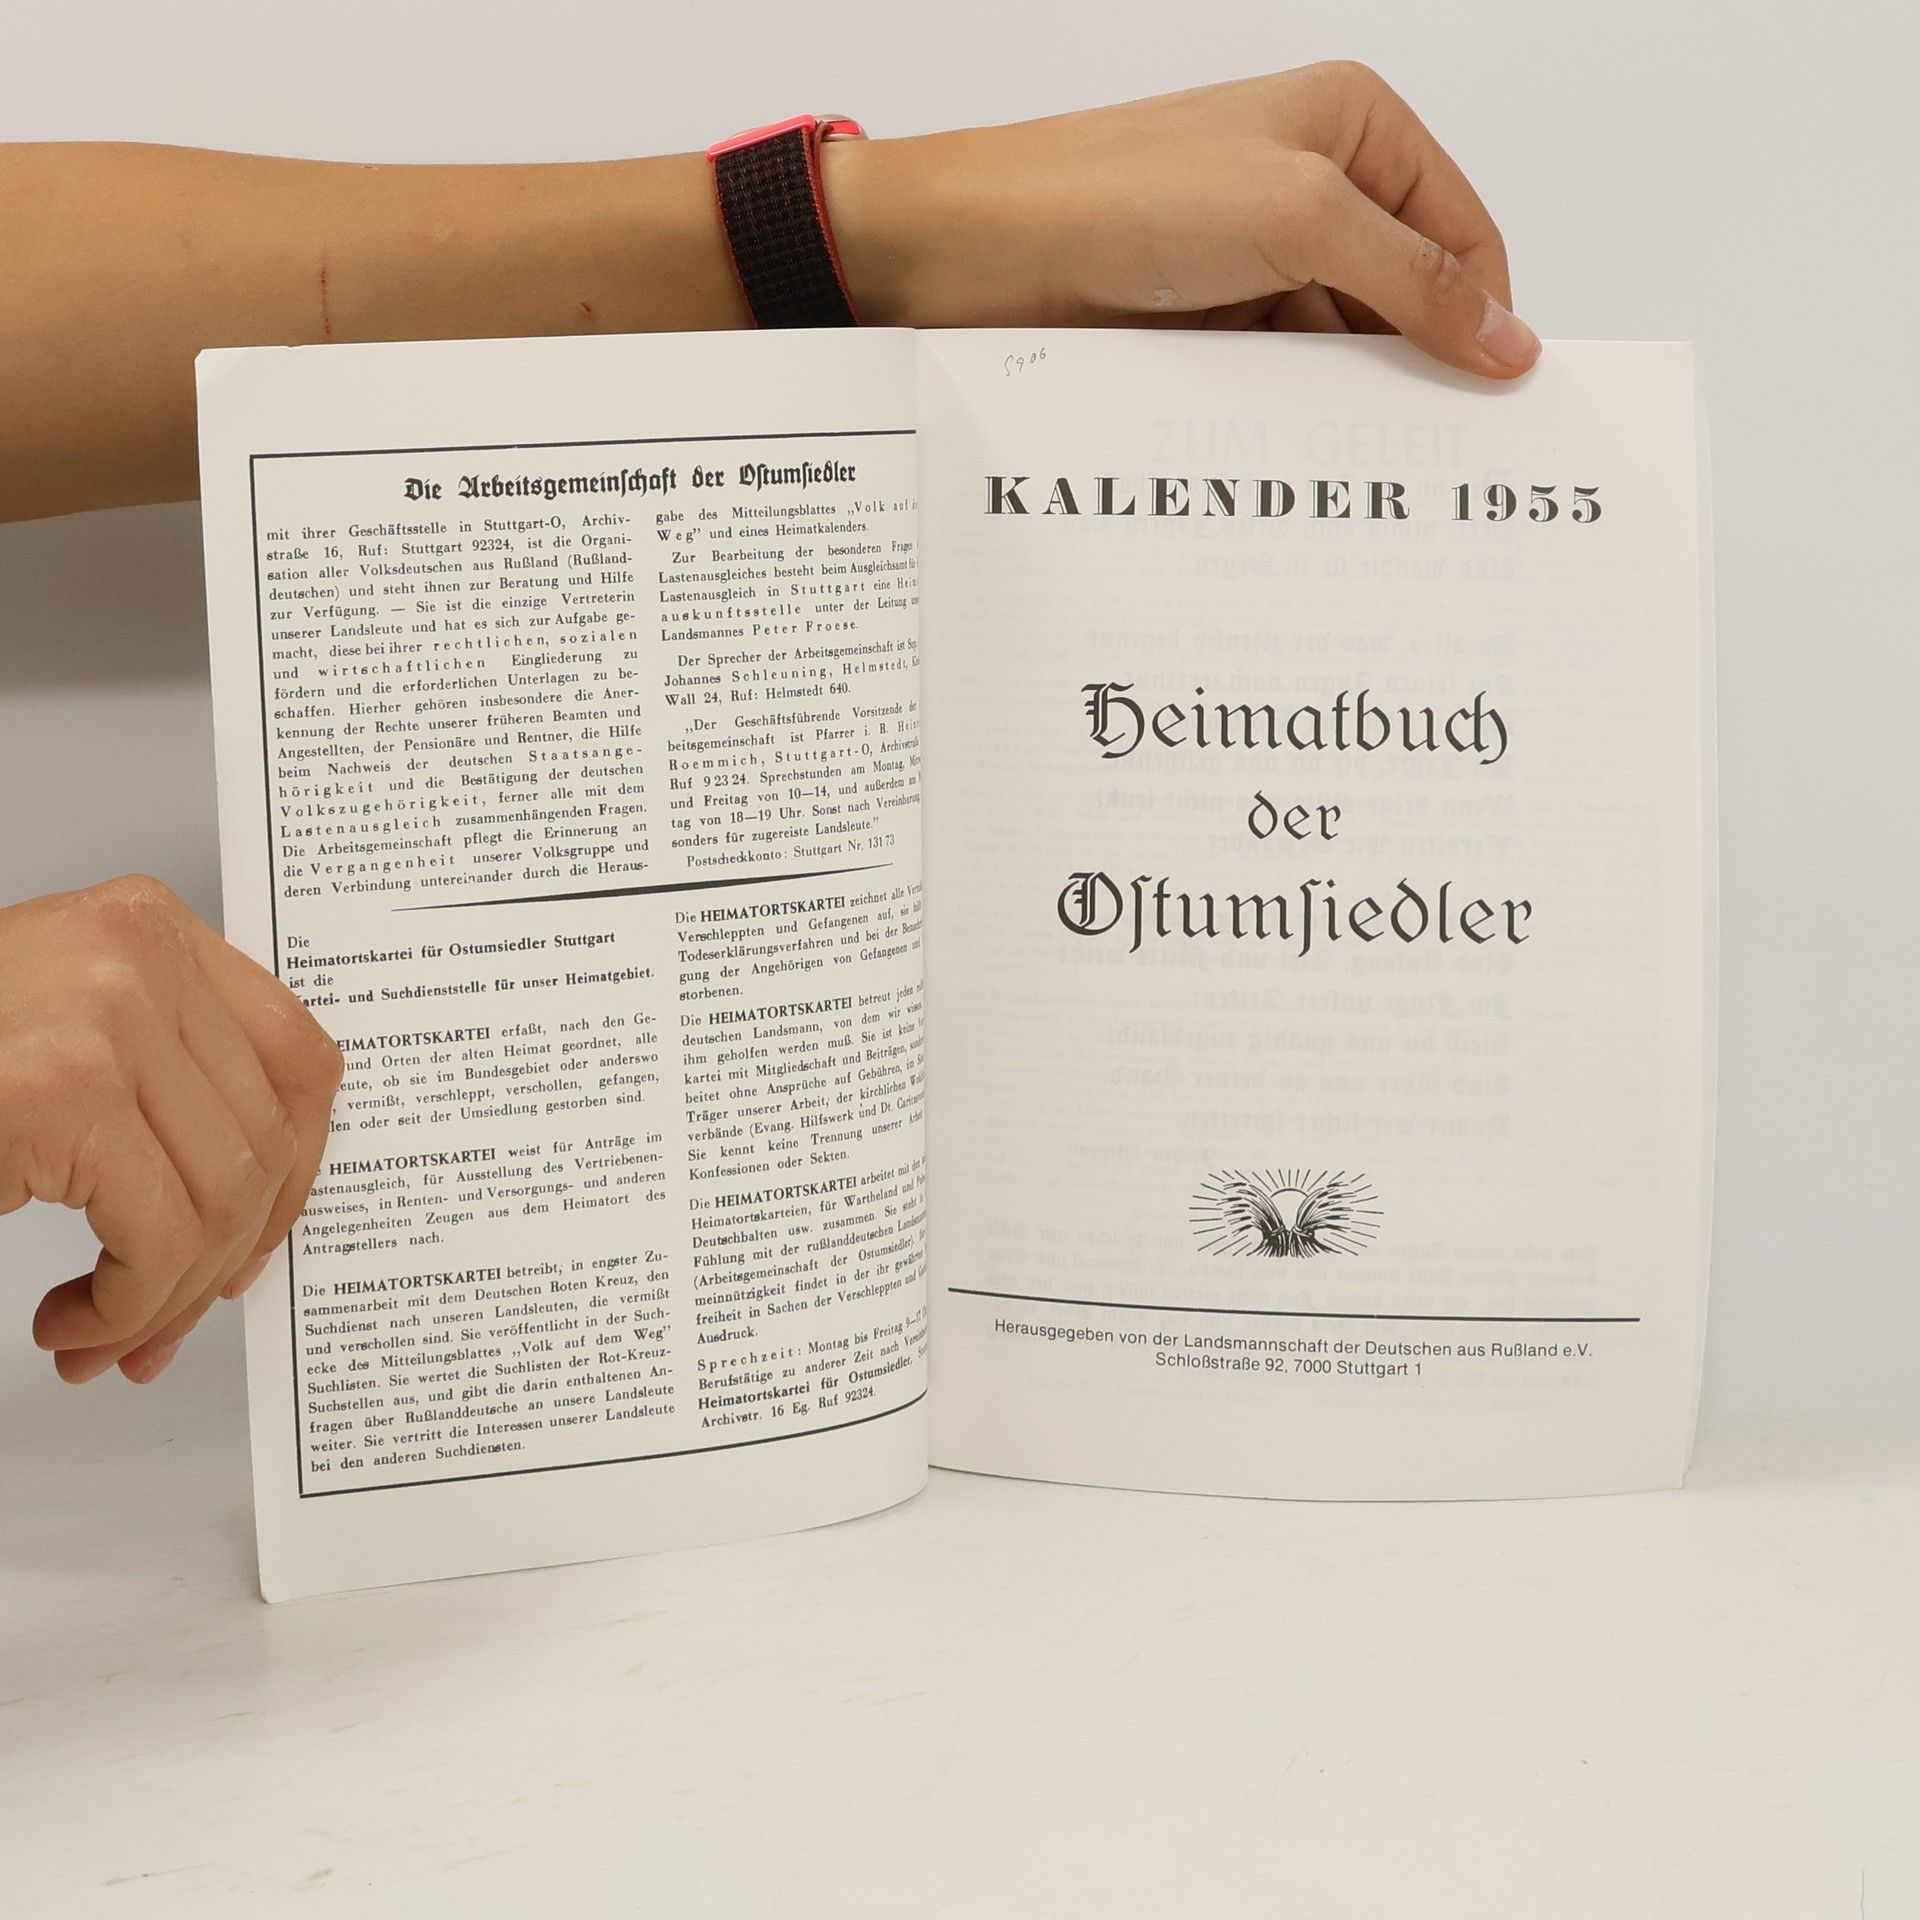 Die Arbeitsgemeinschaft der Ostumsiedler
mit ihrer Geschäftsstelle in Stuttgart-O, Archiv-
straße 16, Ruf: Stuttgart 92324, ist die Organi-
sation aller Volksdeutschen aus Rußland (Rußland-
deutschen) und steht ihnen zur Beratung und Hilfe
zur Verfügung. — Sie ist die einzige Vertreterin
unserer Landsleute und hat es sich zur Aufgabe ge-
macht, diese bei ihrer rechtlichen, sozialen
und wirtschaftlichen Eingliederung zu
fördern und die erforderlichen Unterlagen zu be-
schaffen. Hierher gehören insbesondere die Aner-
kennung der Rechte unserer früheren Beamten und
Angestellten, der Pensionäre und Rentner, die Hilfe
beim Nachweis der deutschen Staatsange-
hörigkeit und die Bestätigung der deutschen
Volkszugehörigkeit, ferner alle mit dem
Lastenausgleich zusammenhängenden Fragen.
Die Arbeitsgemeinschaft pflegt die Erinnerung an
die Vergangenheit unserer Volksgruppe und
deren Verbindung untereinander durch die Heraus-
gabe des Mitteilungsblattes „Volk auf
Weg” und eines Heimatkalenders.
Zur Bearbeitung der besonderen Fragen
Lastenausgleiches besteht beim Ausgleichsamt für
Lastenausgleich in Stuttgart eine
auskunftsstelle unter der Leitung
Landsmannes Peter Froese.
Der Sprecher der Arbeitsgemeinschaft ist Sup.
Johannes Schleuning, Helmstedt,
Wall 24, Ruf: Helmstedt 640.
„Der Geschäftsführende Vorsitzende der
beitsgemeinschaft ist Pfarrer i. R.
Roemmich, Stuttgart-O, Archivstraße
Ruf 9 23 24. Sprechstunden am Montag,
und Freitag von 10—14, und außerdem am
tag von 18—19 Uhr. Sonst nach Vereinbarung,
sonders für zugereiste Landsleute.”
Postscheckkonto: Stuttgart Nr. 131 73
Die
Heimatortskartei für Ostumsiedler Stuttgart
ist die
artei- und Suchdienststelle für unser Heimatgebiet.
EIMATORTSKARTEI erfaßt, nach den Ge-
und Orten der alten Heimat geordnet, alle
eute, ob sie im Bundesgebiet oder anderswo
, vermißt, verschleppt, verschollen, gefangen,
len oder seit der Umsiedlung gestorben sind.
HEIMATORTSKARTEI weist für Anträge im
astenausgleich, für Ausstellung des Vertriebenen-
ausweises, in Renten- und Versorgungs- und anderen
Angelegenheiten Zeugen aus dem Heimatort des
Antragstellers nach.
Die HEIMATORTSKARTEI betreibt, in engster Zu-
sammenarbeit mit dem Deutschen Roten Kreuz, den
Suchdienst nach unseren Landsleuten, die vermißt
und verschollen sind. Sie veröffentlicht in der Such-
ecke des Mitteilungsblattes „Volk auf dem Weg”
Suchlisten. Sie wertet die Suchlisten der Rot-Kreuz-
Suchstellen aus, und gibt die darin enthaltenen An-
fragen über Rußlanddeutsche an unsere Landsleute
weiter. Sie vertritt die Interessen unserer Landsleute
bei den anderen Suchdiensten.
Die HEIMATORTSKARTEI zeichnet alle
Verschleppten und Gefangenen auf, sie
Todeserklärungsverfahren und bei der
gung der Angehörigen von Gefangenen und
storbenen.
Die HEIMATORTSKARTEI betreut jeden
deutschen Landsmann, von dem wir wissen
ihm geholfen werden muß. Sie ist keine
kartei mit Mitgliedschaft und Beiträgen,
beitet ohne Ansprüche auf Gebühren, im
Träger unserer Arbeit, der kirchlichen
verbände (Evang. Hilfswerk und Dt.
Sie kennt keine Trennung unserer Arbeit
Konfessionen oder Sekten.
Die HEIMATORTSKARTEI arbeitet mit den
Heimatortskarteien, für Wartheland und
Deutschbalten usw. zusammen. Sie steht
Fühlung mit der rußlanddeutschen
(Arbeitsgemeinschaft der Ostumsiedler).
meinnützigkeit findet in der ihr gewährten
freiheit in Sachen der Verschleppten und
Ausdruck.
Sprechzeit: Montag bis Freitag 9—17
Berufstätige zu anderer Zeit nach
Heimatortskartei für Ostumsiedler,
Archivstr. 16 Eg. Ruf 92324.
5906
KALENDER 1955
Heimatbuch
der
Ostumsiedler
Herausgegeben von der Landsmannschaft der Deutschen aus Rußland e.V.
Schloßstraße 92, 7000 Stuttgart 1